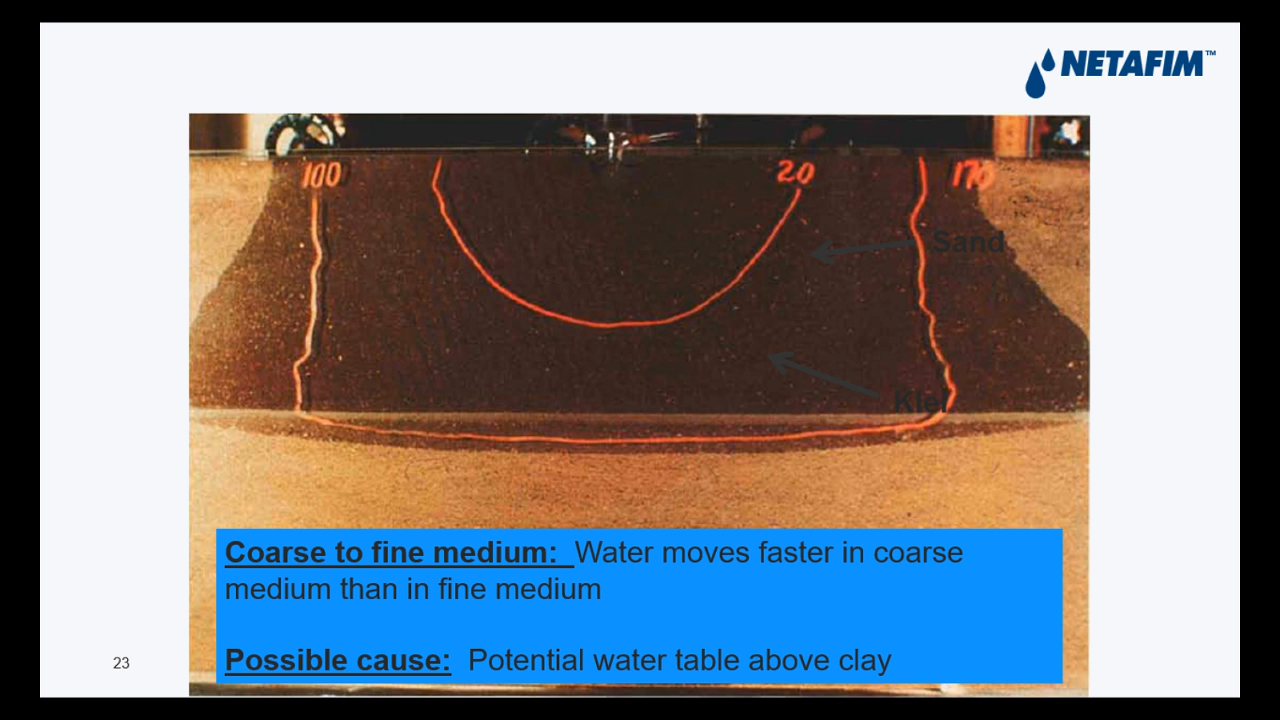 NETAFIM™
100
20
170
Sand
Klei
Coarse to fine medium: Water moves faster in coarse
medium than in fine medium
Possible cause: Potential water table above clay
23